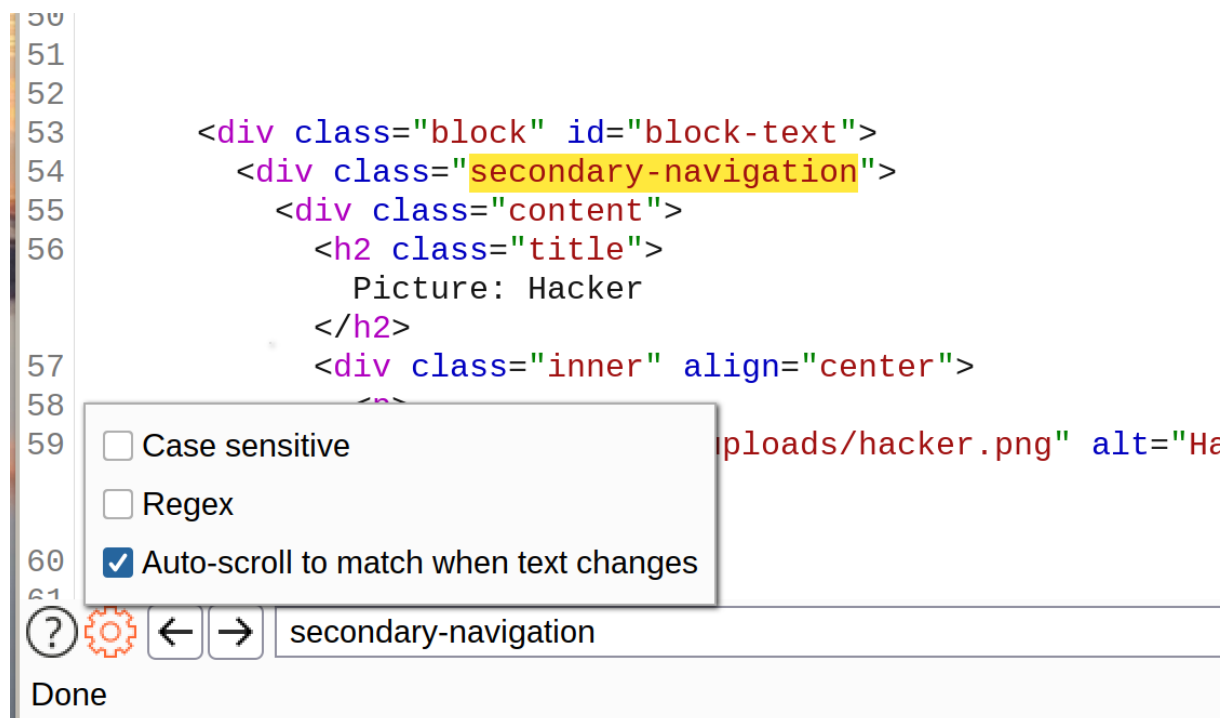 50
51
52
53 <div class="block" id="block-text">
54 <div class="secondary-navigation">
55 <div class="content">
56 <h2 class="title">
Picture: Hacker
</h2>
57 <div class="inner" align="center">
58 <p>
59 ploads/hacker.png" alt="Ha
Case sensitive
Regex
60
Auto-scroll to match when text changes
61
? secondary-navigation
Done